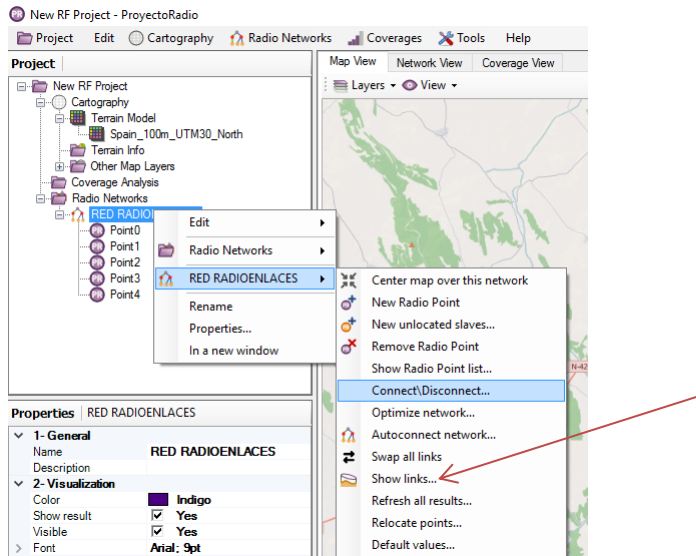 New RF Project - ProyectoRadio
Project Edit Cartography Radio Networks Coverages Tools Help
Project
Map View Network View Coverage View
Layers View
New RF Project
Cartography
Terrain Model
Spain_100m_UTM30_North
Terrain Info
Other Map Layers
Coverage Analysis
Radio Networks
RED RADIO
Point0
Point1
Point2
Point3
Point4
Edit
Radio Networks
RED RADIOENLACES
Rename
Properties...
In a new window
Center map over this network
New Radio Point
New unlocated slaves...
Remove Radio Point
Show Radio Point list...
Connect\Disconnect...
Optimize network...
Autoconnect network...
Swap all links
Show links...
Refresh all results...
Relocate points...
Default values...
Properties RED RADIOENLACES
1- General
Name RED RADIOENLACES
Description
2- Visualization
Color Indigo
Show result Yes
Visible Yes
Font Arial; 9pt